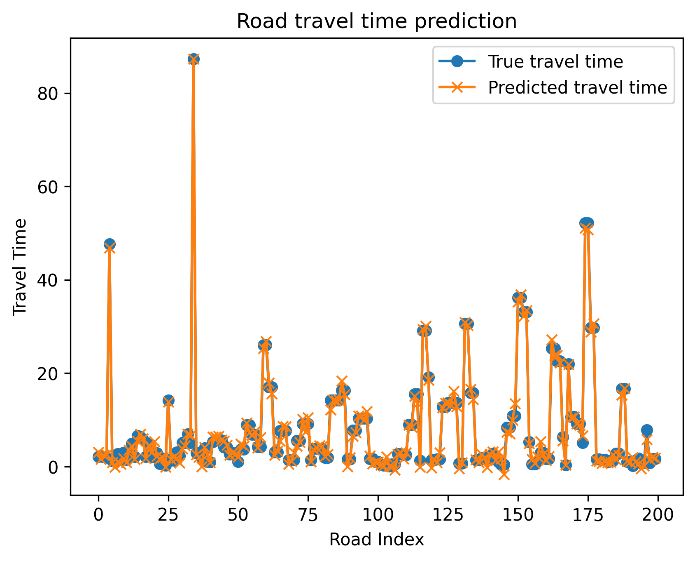 Road travel time prediction
True travel time
Predicted travel time
Travel Time
80
60
40
20
0
0 25 50 75 100 125 150 175 200
Road Index